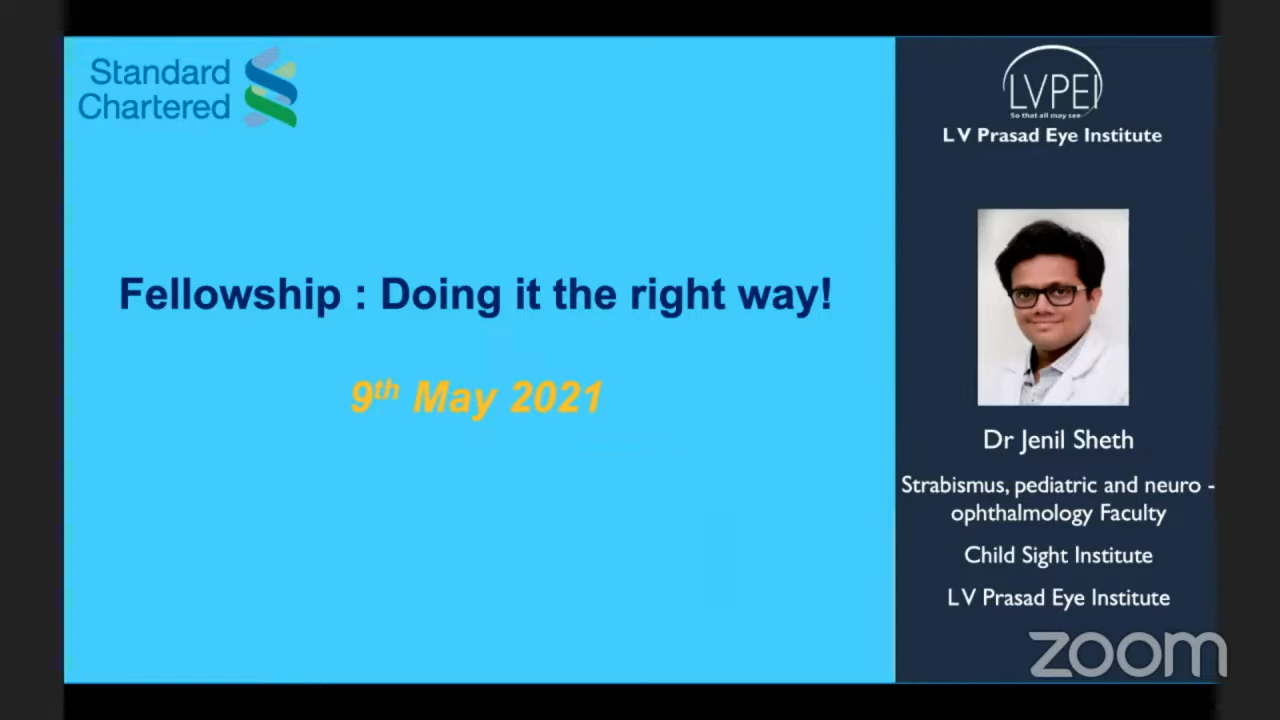 Standard
Chartered
Fellowship : Doing it the right way!
9th May 2021
LVPEI
So that all may see
L V Prasad Eye Institute
Dr Jenil Sheth
Strabismus, pediatric and neuro -
ophthalmology Faculty
Child Sight Institute
L V Prasad Eye Institute
zoom